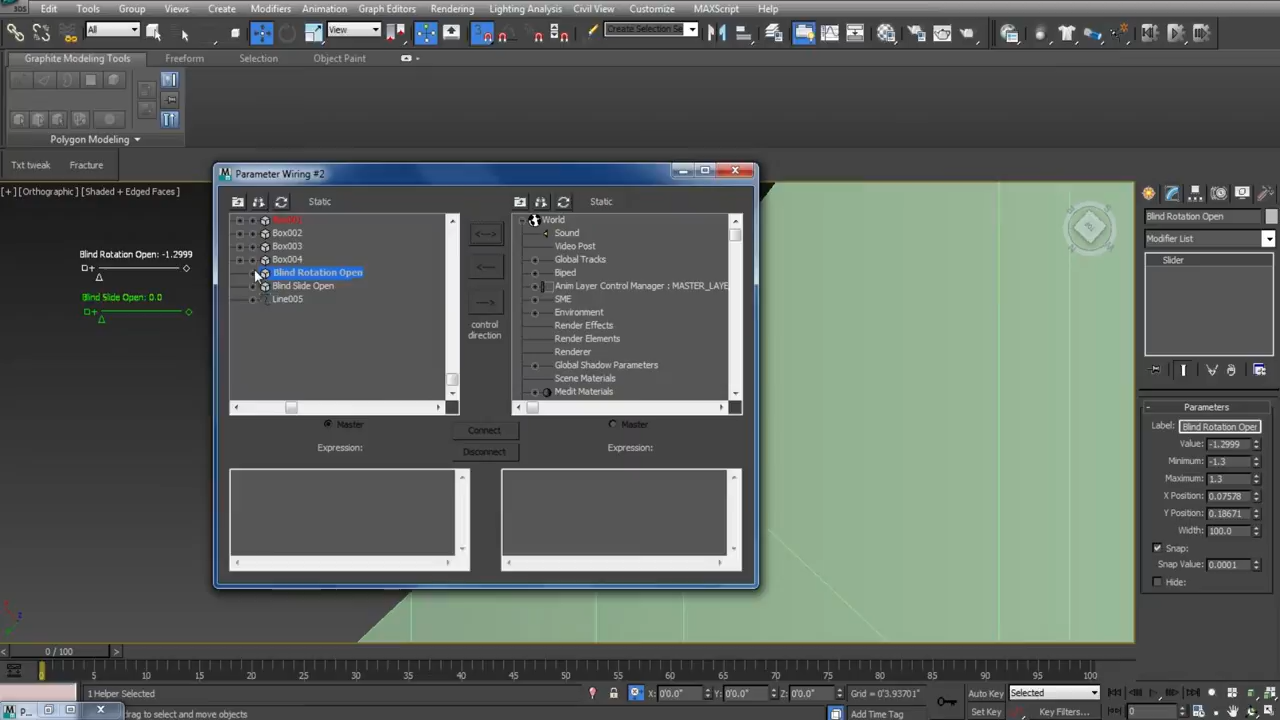 Edit Tools Group Views Create Modifiers Animation Graph Editors Rendering Lighting Analysis Civil View Customize MAXScript Help
All View Create Selection Se
Graphite Modeling Tools Freeform Selection Object Paint
Polygon Modeling
Txt tweak Fracture
[+] [Orthographic] [Shaded + Edged Faces]
Blind Rotation Open: -1.2999
Blind Slide Open: 0.0
Parameter Wiring #2
Static
Box002
Box003
Box004
Blind Rotation Open
Blind Slide Open
Line005
Static
World
Sound
Video Post
Global Tracks
Biped
Anim Layer Control Manager : MASTER_LAYE
SME
Environment
Render Effects
Render Elements
Renderer
Global Shadow Parameters
Scene Materials
Medit Materials
<-->
<---
--->
control
direction
Master
Connect
Master
Expression:
Disconnect
Expression:
Blind Rotation Open
Modifier List
Slider
- Parameters
Label: Blind Rotation Oper
Value: -1.2999
Minimum: -1.3
Maximum: 1.3
X Position: 0.07578
Y Position: 0.18671
Width: 100.0
Snap:
Snap Value: 0.0001
Hide:
< 0 / 100 >
5 10 15 20 25 30 35 40 45 50 55 60 65 70 75 80 85 90 95 100
1 Helper Selected X: 0'0.0" Y: 0'0.0" Z: 0'0.0" Grid = 0'3.93701" Auto Key Selected
P... drag to select and move objects Add Time Tag Set Key Key Filters... 0